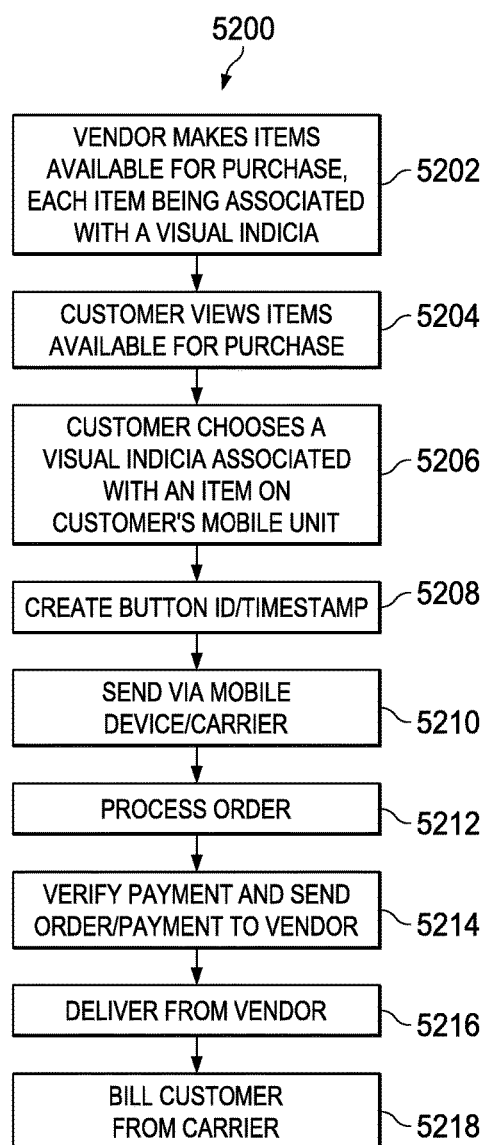 5200
VENDOR MAKES ITEMS
AVAILABLE FOR PURCHASE,
EACH ITEM BEING ASSOCIATED
WITH A VISUAL INDICIA
5202
CUSTOMER VIEWS ITEMS
AVAILABLE FOR PURCHASE
5204
CUSTOMER CHOOSES A
VISUAL INDICIA ASSOCIATED
WITH AN ITEM ON
CUSTOMER'S MOBILE UNIT
5206
CREATE BUTTON ID/TIMESTAMP
5208
SEND VIA MOBILE
DEVICE/CARRIER
5210
PROCESS ORDER
5212
VERIFY PAYMENT AND SEND
ORDER/PAYMENT TO VENDOR
5214
DELIVER FROM VENDOR
5216
BILL CUSTOMER
FROM CARRIER
5218